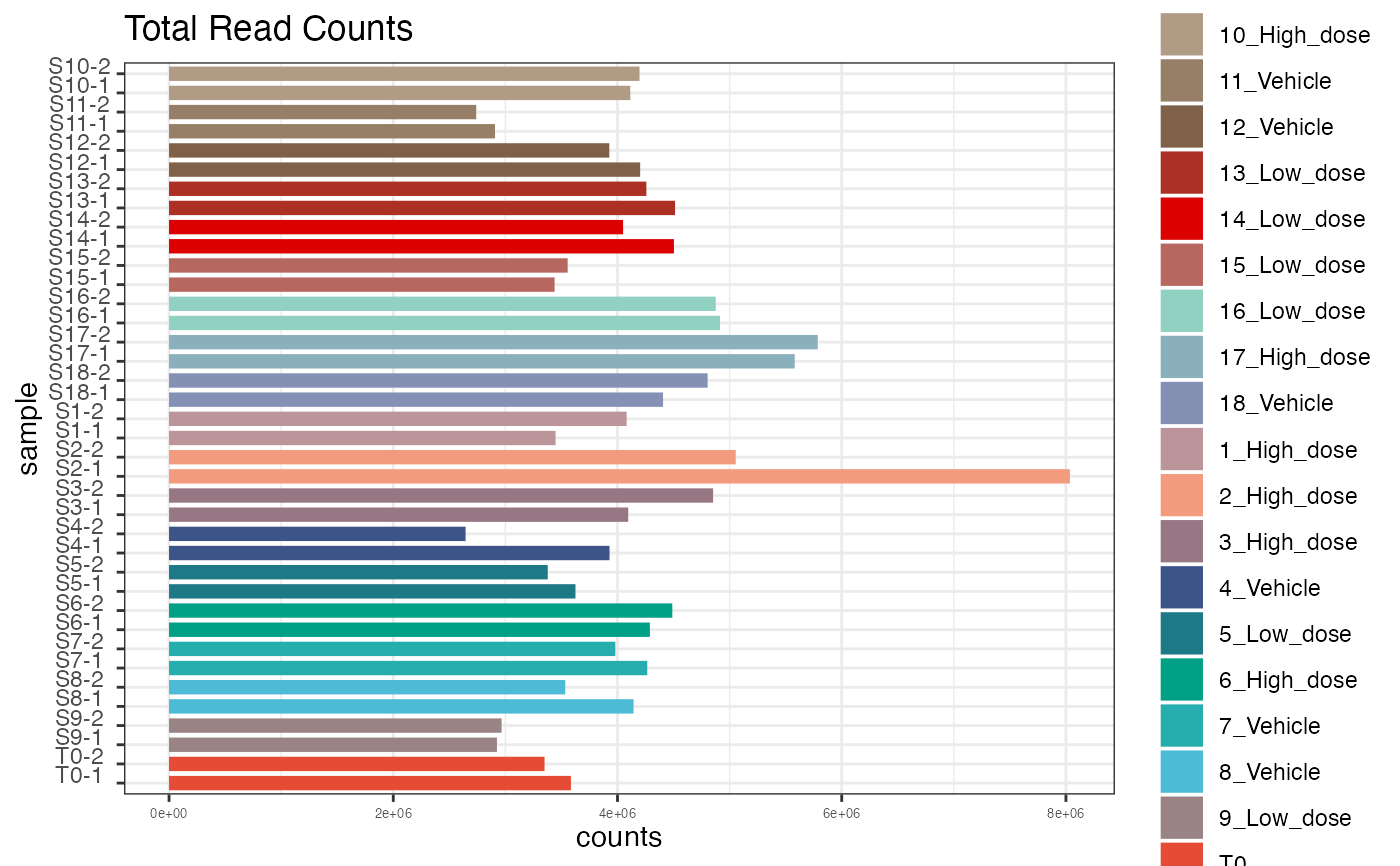 Total Read Counts
sample
S10-2
S10-1
S11-2
S11-1
S12-2
S12-1
S13-2
S13-1
S14-2
S14-1
S15-2
S15-1
S16-2
S16-1
S17-2
S17-1
S18-2
S18-1
S1-2
S1-1
S2-2
S2-1
S3-2
S3-1
S4-2
S4-1
S5-2
S5-1
S6-2
S6-1
S7-2
S7-1
S8-2
S8-1
S9-2
S9-1
T0-2
T0-1
0e+00 2e+06 4e+06 6e+06 8e+06
counts
10_High_dose
11_Vehicle
12_Vehicle
13_Low_dose
14_Low_dose
15_Low_dose
16_Low_dose
17_High_dose
18_Vehicle
1_High_dose
2_High_dose
3_High_dose
4_Vehicle
5_Low_dose
6_High_dose
7_Vehicle
8_Vehicle
9_Low_dose
T0